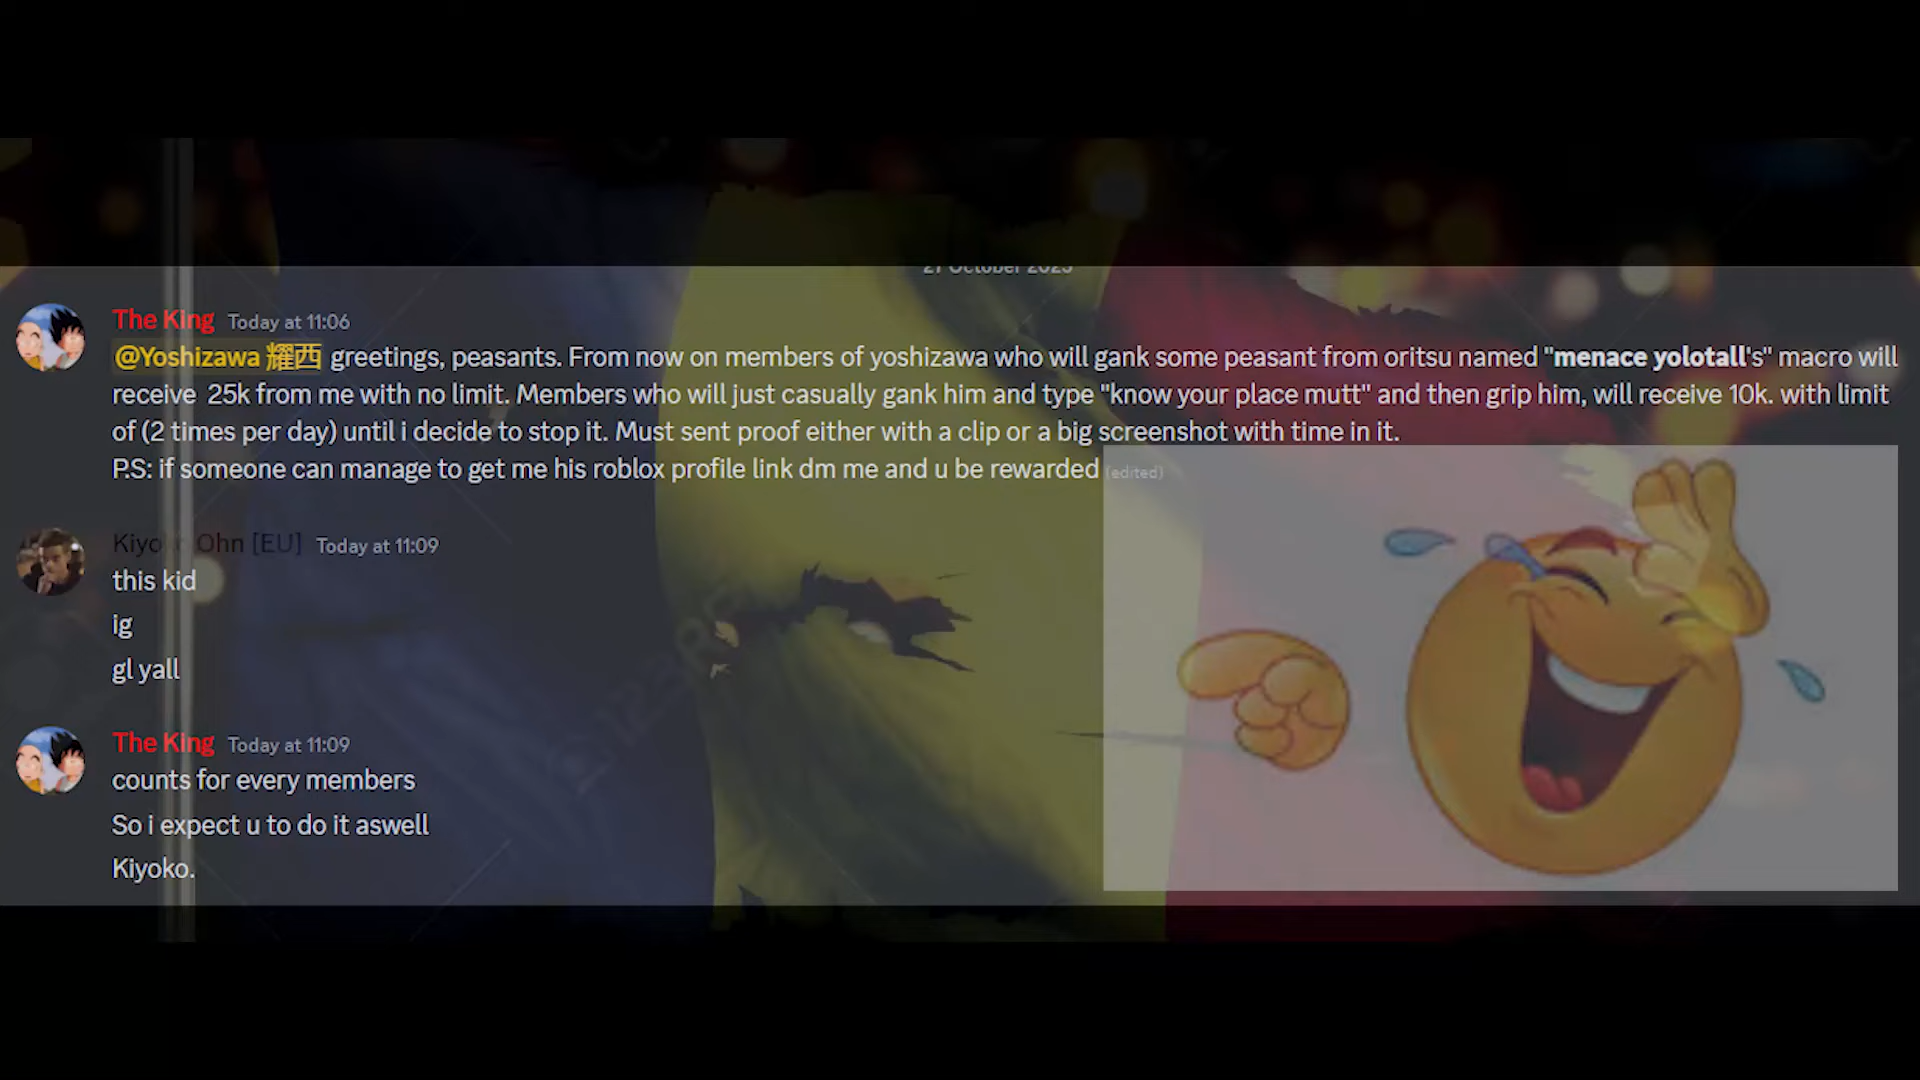 27 October 2023
The King Today at 11:06
@Yoshizawa 耀西 greetings, peasants. From now on members of yoshizawa who will gank some peasant from oritsu named "menace yolotall's" macro will
receive 25k from me with no limit. Members who will just casually gank him and type "know your place mutt" and then grip him, will receive 10k. with limit
of (2 times per day) until i decide to stop it. Must sent proof either with a clip or a big screenshot with time in it.
P.S: if someone can manage to get me his roblox profile link dm me and u be rewarded (edited)
Kiyoko Ohn [EU] Today at 11:09
this kid
ig
gl yall
The King Today at 11:09
counts for every members
So i expect u to do it aswell
Kiyoko.